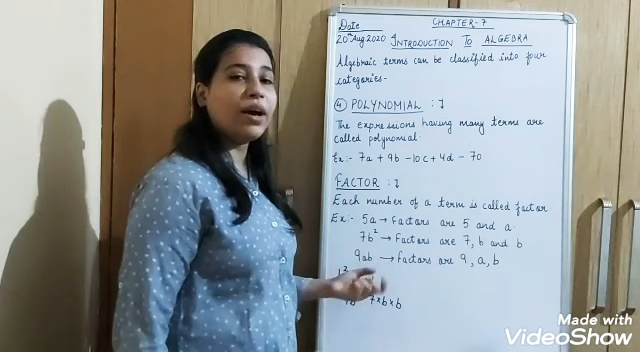 Date
CHAPTER-7
20th Aug 2020 INTRODUCTION TO ALGEBRA
Algebraic terms can be classified into four
categories-
④ POLYNOMIAL :↴
The expressions having many terms are
called polynomial.
Ex:- 7a + 9b - 10c + 4d - 70
FACTOR :↴
Each number of a term is called factor
Ex:- 5a → Factors are 5 and a.
7b² → Factors are 7, b and b
9ab → Factors are 9, a, b
7×b×b
Made with
VideoShow